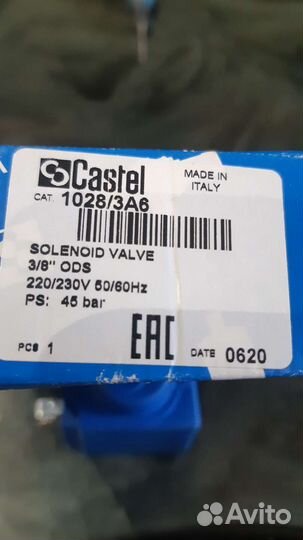 Castel
MADE IN
ITALY
CAT. 1028/3A6
SOLENOID VALVE
3/8" ODS
220/230V 50/60Hz
PS: 45 bar
PCS 1
EAC
DATE 0620
Avito